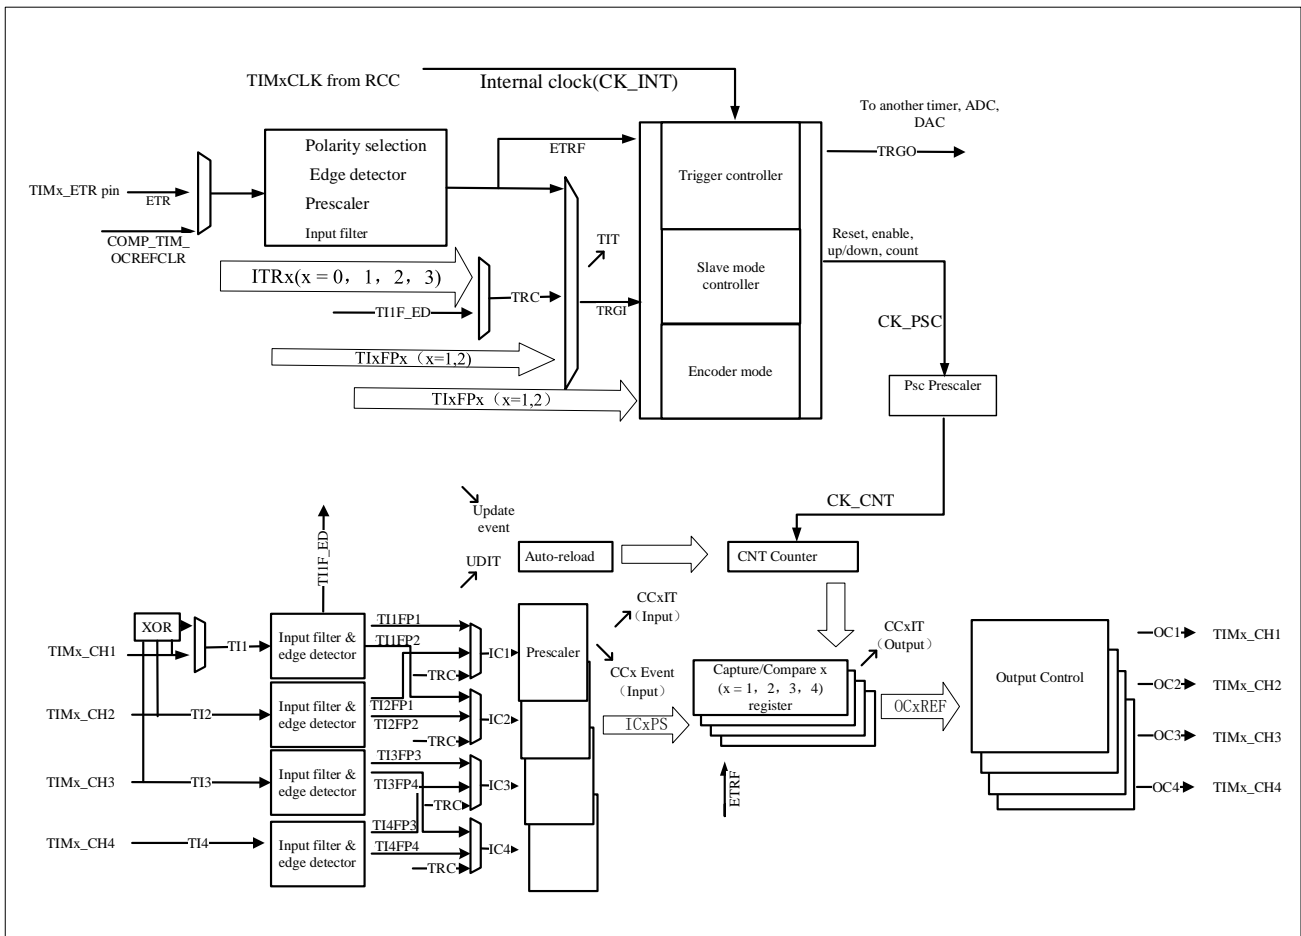 TIMxCLK from RCC
Internal clock(CK_INT)
To another timer, ADC,
DAC
TRGO
Polarity selection
Edge detector
Prescaler
Input filter
ETRF
TIMx_ETR pin
ETR
COMP_TIM_
OCREFCLR
Trigger controller
Slave mode
controller
Encoder mode
Reset, enable,
up/down, count
TIT
ITRx(x = 0，1，2，3)
TRC
TRGI
TI1F_ED
TIxFPx（x=1,2)
TIxFPx（x=1,2）
CK_PSC
Psc Prescaler
CK_CNT
Update
event
UDIT
Auto-reload
CNT Counter
TI1F_ED
XOR
TIMx_CH1
TI1
Input filter &
edge detector
TI1FP1
TI1FP2
TRC
IC1
Prescaler
CCxIT
（Input）
CCx Event
（Input）
CCxIT
（Output）
TIMx_CH2
TI2
Input filter &
edge detector
TI2FP1
TI2FP2
TRC
IC2
ICxPS
Capture/Compare x
(x = 1，2，3，4)
register
OCxREF
Output Control
OC1
TIMx_CH1
OC2
TIMx_CH2
OC3
TIMx_CH3
OC4
TIMx_CH4
ETRF
TIMx_CH3
TI3
Input filter &
edge detector
TI3FP3
TI3FP4
TRC
IC3
TIMx_CH4
TI4
Input filter &
edge detector
TI4FP3
TI4FP4
TRC
IC4